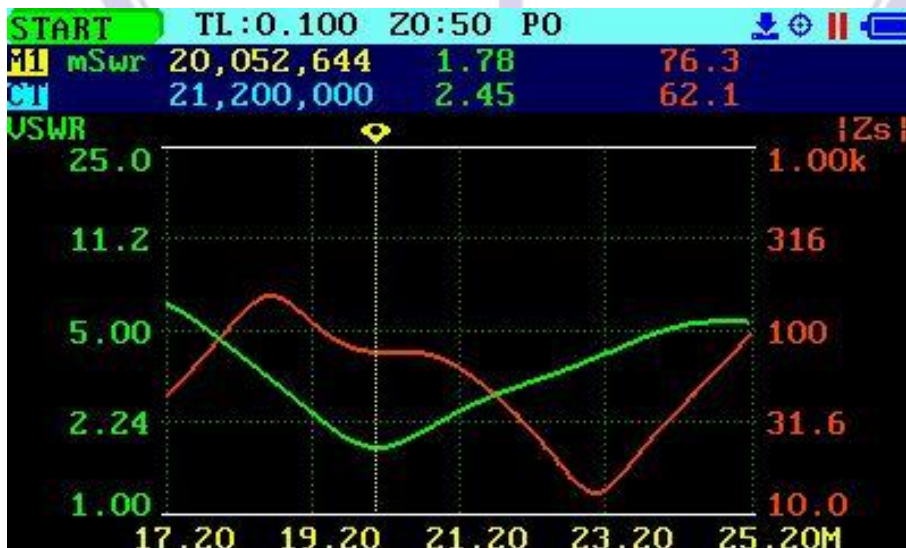 START TL:0.100 Z0:50 PO
M1 mSwr 20,052,644 1.78 76.3
CT 21,200,000 2.45 62.1
VSWR |Zs|
25.0 1.00k
11.2 316
5.00 100
2.24 31.6
1.00 10.0
17.20 19.20 21.20 23.20 25.20M